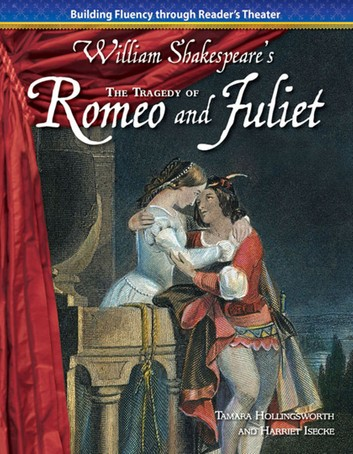 Building Fluency through Reader's Theater
William Shakespeare's
The Tragedy of
Romeo and Juliet
Tamara Hollingsworth
and Harriet Isecke